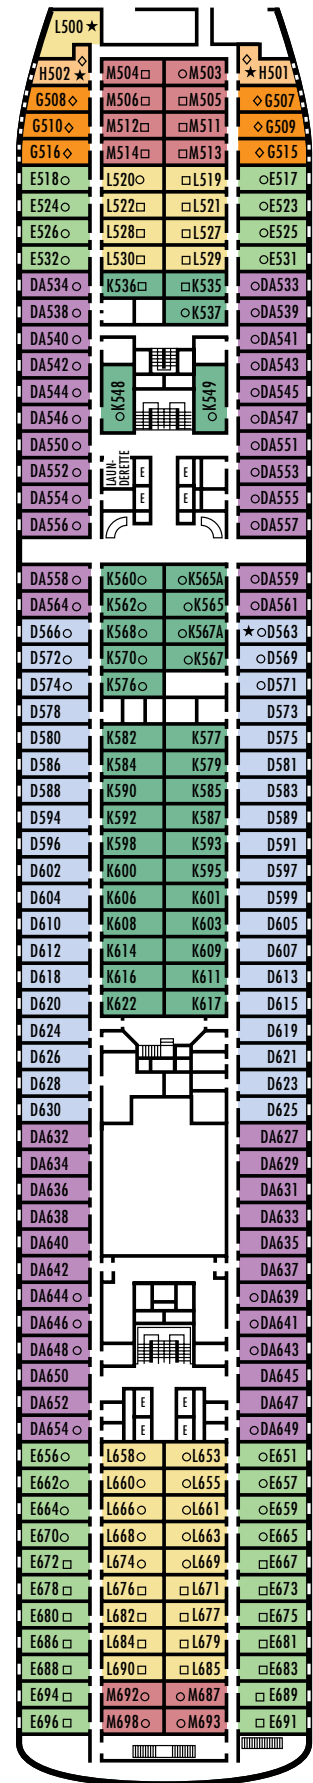 L500 ★
H502 ★ ◇ M504 □ ○ M503 ◇ ★ H501
G508 ◇ M506 □ □ M505 ◇ G507
G510 ◇ M512 □ □ M511 ◇ G509
G516 ◇ M514 □ □ M513 ◇ G515
E518 ○ L520 ○ □ L519 ○ E517
E524 ○ L522 □ □ L521 ○ E523
E526 ○ L528 □ □ L527 ○ E525
E532 ○ L530 □ □ L529 ○ E531
DA534 ○ K536 □ □ K535 ○ DA533
DA538 ○ ○ K537 ○ DA539
DA540 ○ ○ DA541
DA542 ○ ○ DA543
DA544 ○ ○ K548 ○ K549 ○ DA545
DA546 ○ ○ DA547
DA550 ○ ○ DA551
DA552 ○ LAUN- E E ○ DA553
DERETTE
DA554 ○ E E ○ DA555
DA556 ○ ○ DA557
DA558 ○ K560 ○ ○ K565A ○ DA559
DA564 ○ K562 ○ ○ K565 ○ DA561
D566 ○ K568 ○ ○ K567A ★ ○ D563
D572 ○ K570 ○ ○ K567 ○ D569
D574 ○ K576 ○ ○ D571
D578 D573
D580 K582 K577 D575
D586 K584 K579 D581
D588 K590 K585 D583
D594 K592 K587 D589
D596 K598 K593 D591
D602 K600 K595 D597
D604 K606 K601 D599
D610 K608 K603 D605
D612 K614 K609 D607
D618 K616 K611 D613
D620 K622 K617 D615
D624 D619
D626 D621
D628 D623
D630 D625
DA632 DA627
DA634 DA629
DA636 DA631
DA638 DA633
DA640 DA635
DA642 DA637
DA644 ○ ○ DA639
DA646 ○ ○ DA641
DA648 ○ ○ DA643
DA650 DA645
DA652 E E DA647
DA654 ○ E E ○ DA649
E656 ○ L658 ○ ○ L653 ○ E651
E662 ○ L660 ○ ○ L655 ○ E657
E664 ○ L666 ○ ○ L661 ○ E659
E670 ○ L668 ○ ○ L663 ○ E665
E672 □ L674 ○ ○ L669 □ E667
E678 □ L676 □ □ L671 □ E673
E680 □ L682 □ □ L677 □ E675
E686 □ L684 □ □ L679 □ E681
E688 □ L690 □ □ L685 □ E683
E694 □ M692 ○ ○ M687 □ E689
E696 □ M698 ○ ○ M693 □ E691